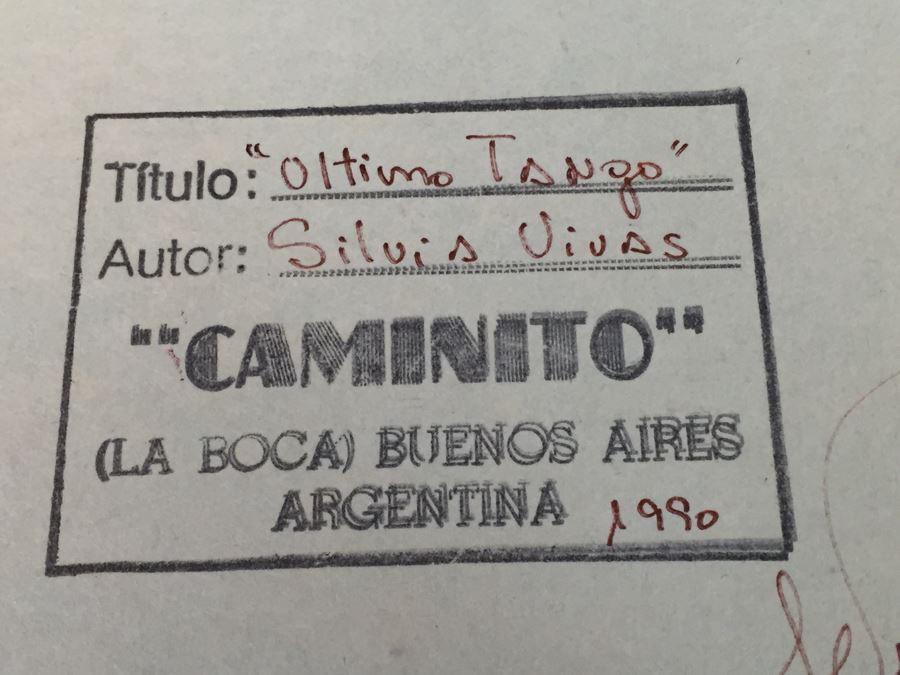 Título: "Ultimo Tango"
Autor: Silvia Vivas
""CAMINITO""
(LA BOCA) BUENOS AIRES
ARGENTINA 1990